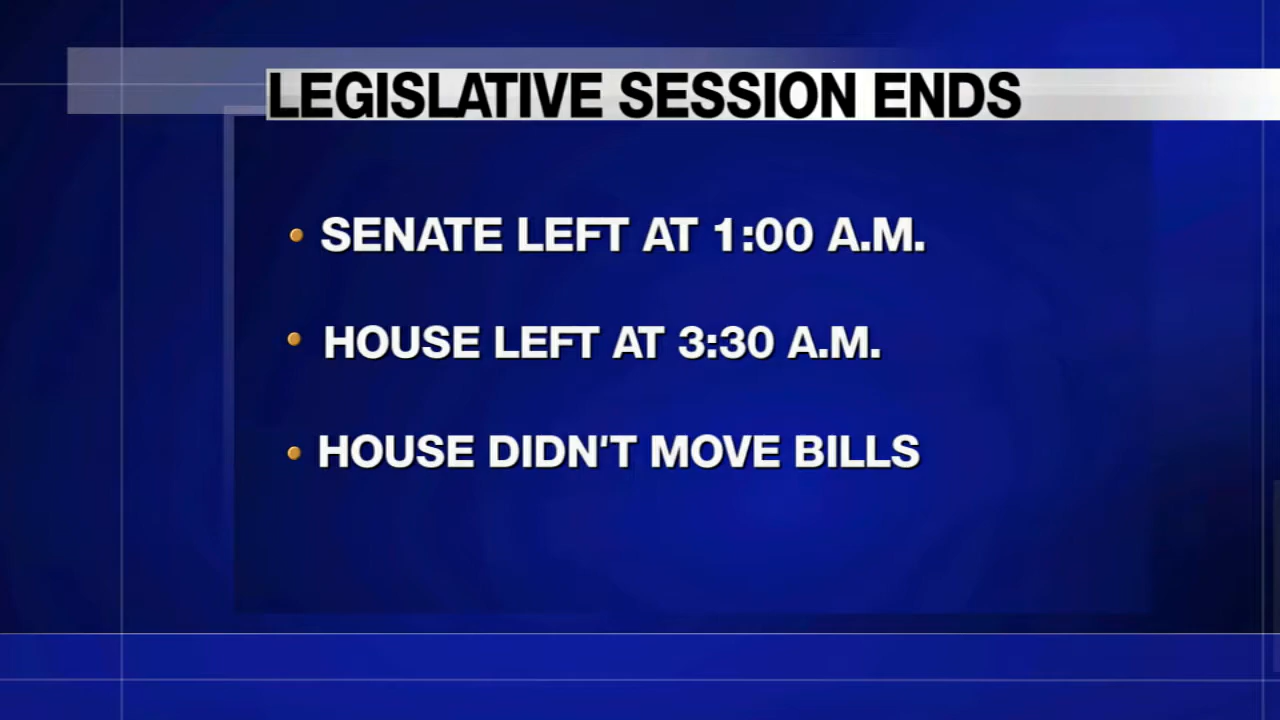 LEGISLATIVE SESSION ENDS
• SENATE LEFT AT 1:00 A.M.
• HOUSE LEFT AT 3:30 A.M.
• HOUSE DIDN'T MOVE BILLS